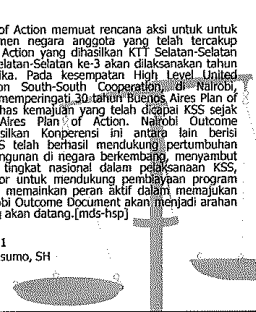 of Action memuat rencana aksi untuk untuk
men negara anggota yang telah tercakup
Action yang dihasilkan KTT Selatan-Selatan
elatan-Selatan ke-3 akan dilaksanakan tahun
ika. Pada kesempatan High Level United
on South-South Cooperation, di Nairobi,
memperingati 30 tahun Buenos Aires Plan of
has kemajuan yang telah dicapai KSS sejak
Aires Plan of Action. Nairobi Outcome
silkan Konperensi ini antara lain berisi
S telah berhasil mendukung pertumbuhan
ngunan di negara berkembang, menyambut
tingkat nasional dalam pelaksanaan KSS,
or untuk mendukung pembiayaan program
memainkan peran aktif dalam memajukan
obi Outcome Document akan menjadi arahan
g akan datang.[mds-hsp]
1
sumo, SH